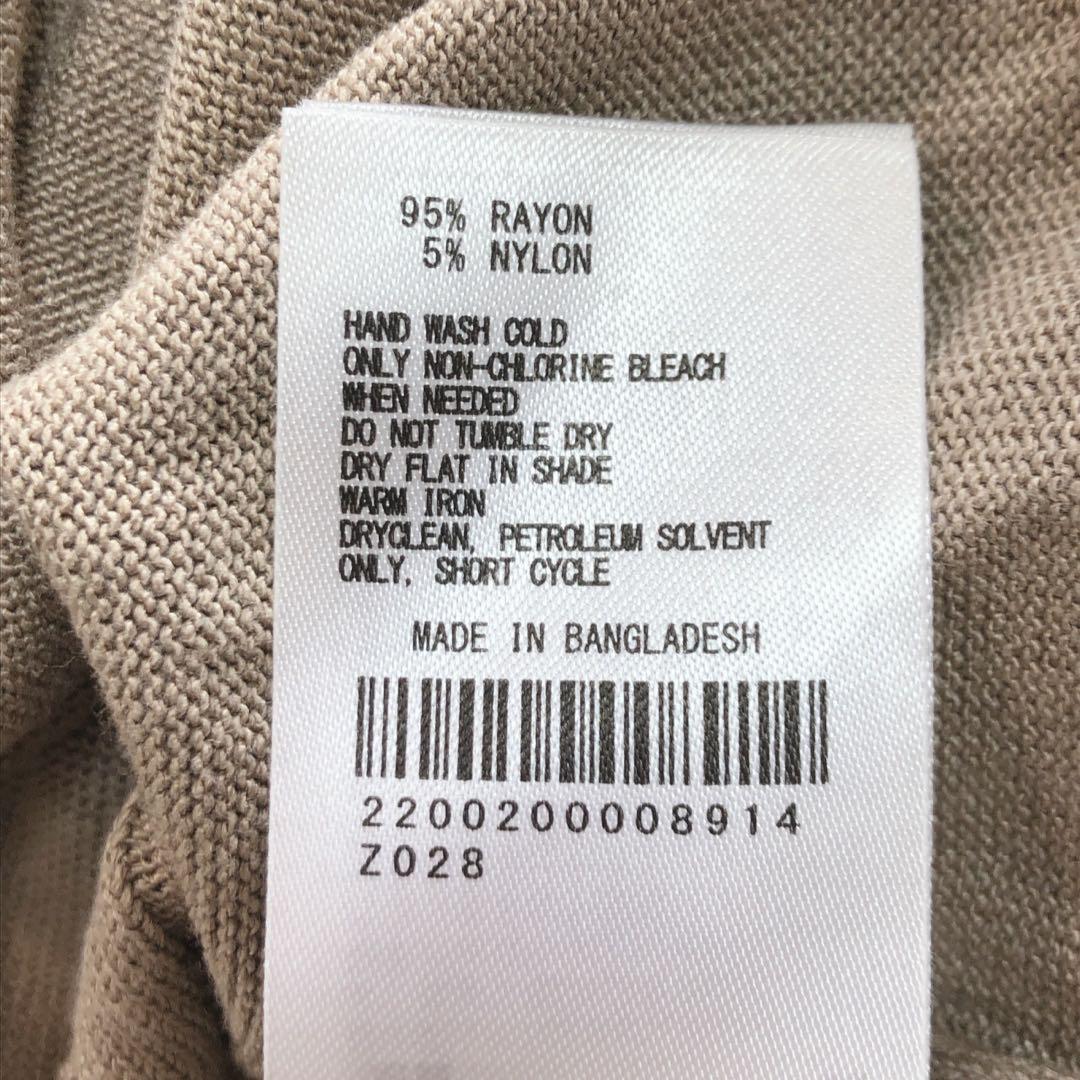 95% RAYON
5% NYLON
HAND WASH COLD
ONLY NON-CHLORINE BLEACH
WHEN NEEDED
DO NOT TUMBLE DRY
DRY FLAT IN SHADE
WARM IRON
DRYCLEAN, PETROLEUM SOLVENT
ONLY, SHORT CYCLE
MADE IN BANGLADESH
2200200008914
Z028